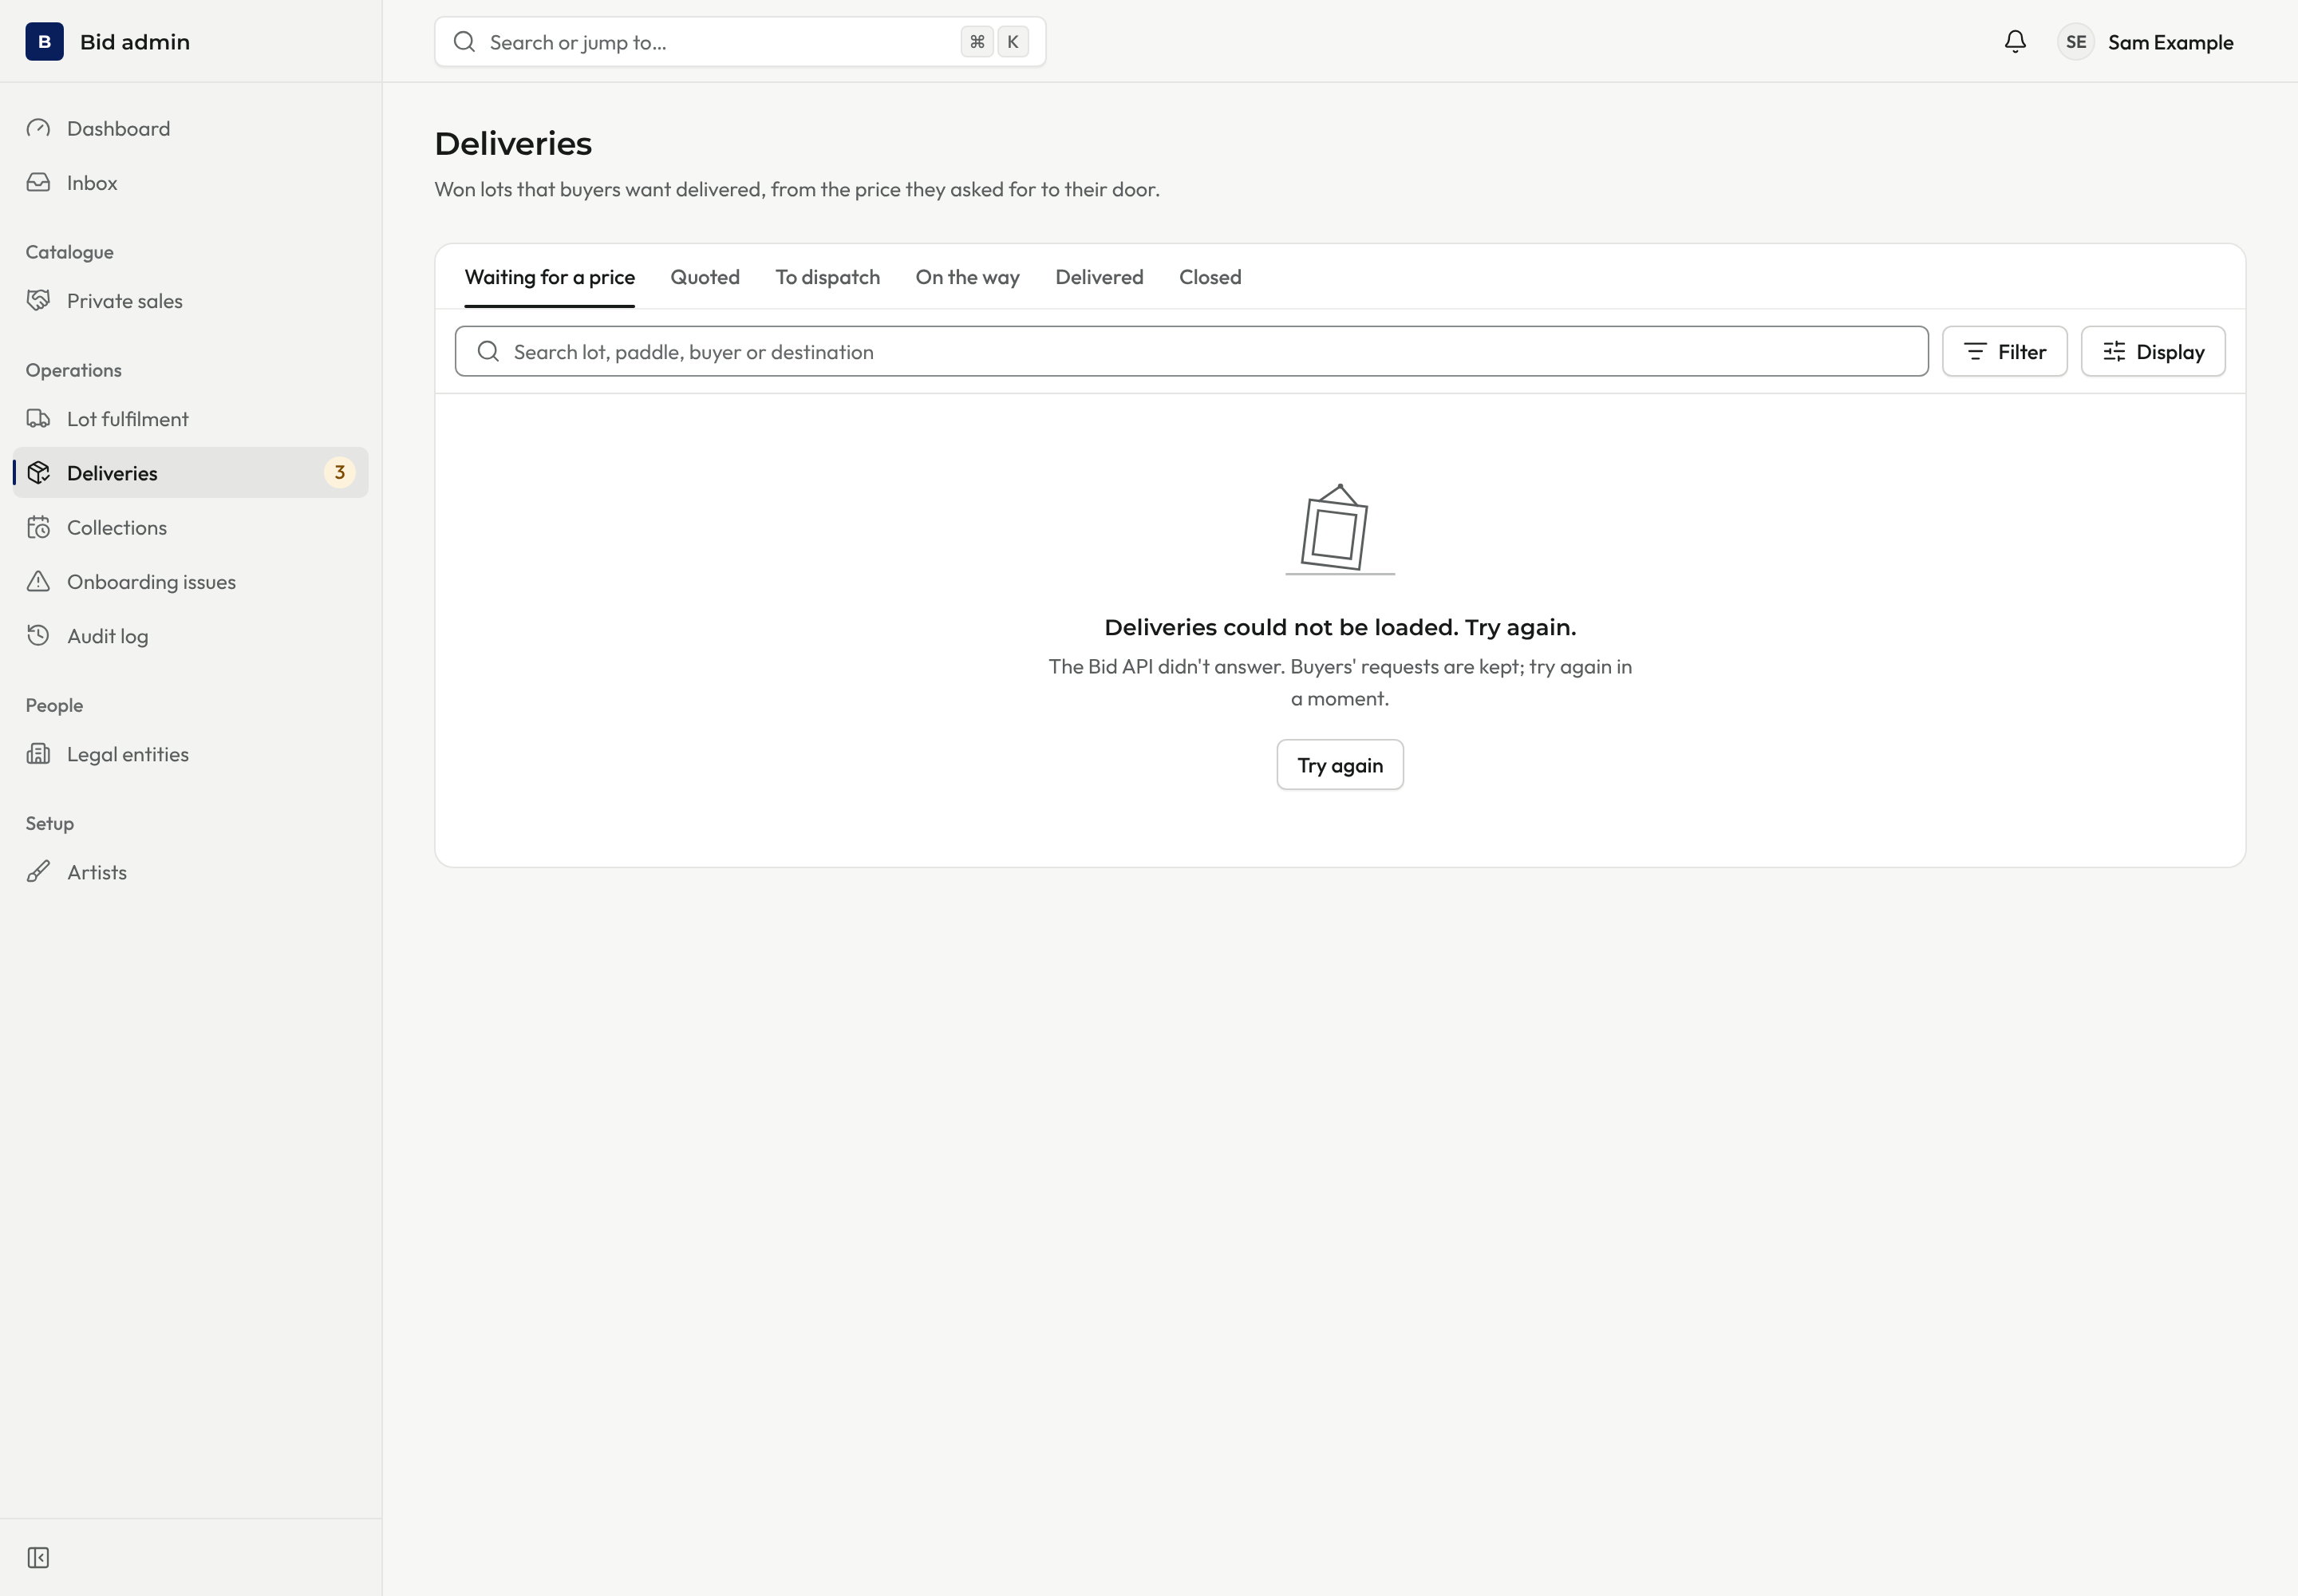 B Bid admin
Search or jump to...
⌘ K
SE Sam Example
Dashboard
Inbox
Catalogue
Private sales
Operations
Lot fulfilment
Deliveries 3
Collections
Onboarding issues
Audit log
People
Legal entities
Setup
Artists
Deliveries
Won lots that buyers want delivered, from the price they asked for to their door.
Waiting for a price Quoted To dispatch On the way Delivered Closed
Search lot, paddle, buyer or destination
Filter Display
Deliveries could not be loaded. Try again.
The Bid API didn't answer. Buyers' requests are kept; try again in
a moment.
Try again